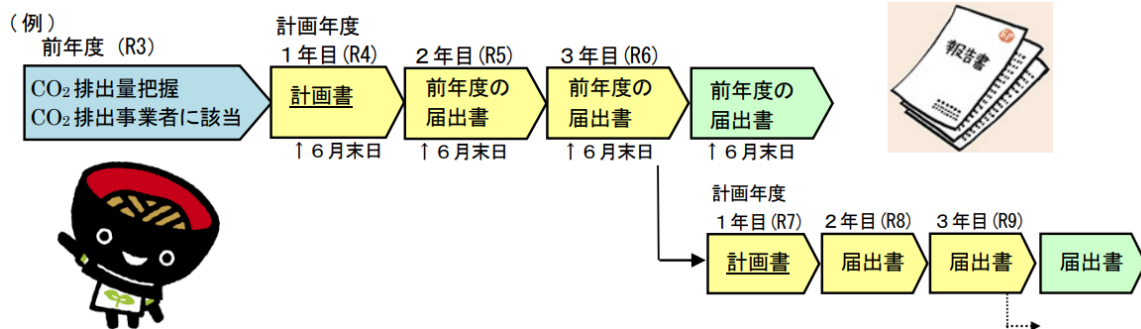 （例）
前年度（R3）
CO₂排出量把握
CO₂排出事業者に該当
計画年度
１年目(R4)
計画書
↑６月末日
２年目(R5)
前年度の
届出書
↑６月末日
３年目(R6)
前年度の
届出書
↑６月末日
前年度の
届出書
↑６月末日
報告書
計画年度
１年目(R7)
計画書
２年目(R8)
届出書
３年目(R9)
届出書
届出書